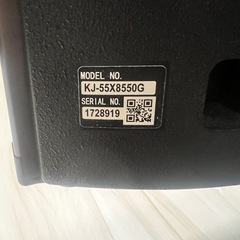 MODEL NO.
KJ-55X8550G
SERIAL NO.
1728919